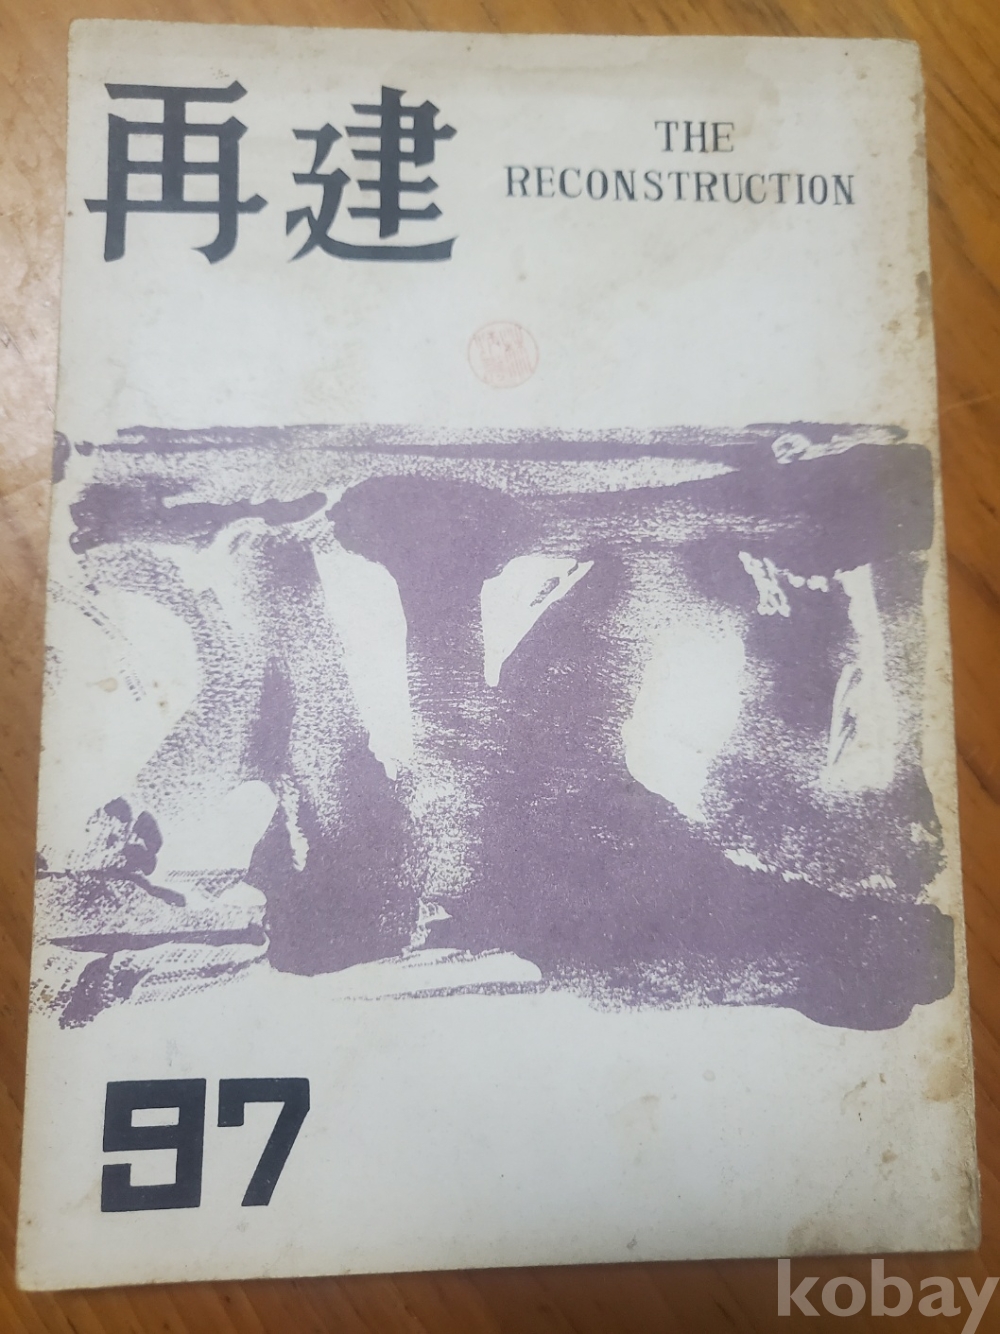 再建
THE
RECONSTRUCTION
97
kobay